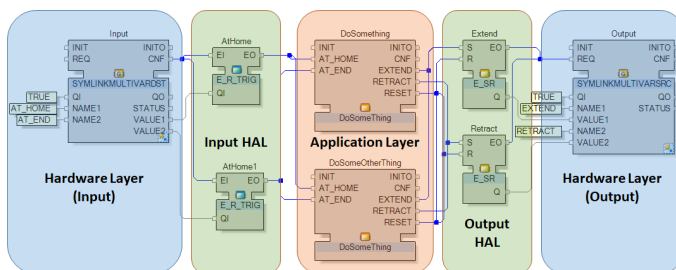 Input
INIT INITO
REQ CNF
SYMLINKMULTIVARDST
QI QO
NAME1 STATUS
NAME2 VALUE1
VALUE2
TRUE
AT_HOME
AT_END
Hardware Layer
(Input)
AtHome
EI EO
E_R_TRIG
QI
Input HAL
AtHome1
EI EO
E_R_TRIG
QI
DoSomething
INIT INITO
AT_HOME CNF
AT_END EXTEND
RETRACT
RESET
DoSomeThing
Application Layer
DoSomeOtherThing
INIT INITO
AT_HOME CNF
AT_END EXTEND
RETRACT
RESET
DoSomeThing
Extend
S EO
R
E_SR
Q
Retract
S EO
R
E_SR
Q
Output
HAL
Output
INIT INITO
REQ CNF
SYMLINKMULTIVARSRC
QI QO
NAME1 STATUS
VALUE1
NAME2
VALUE2
TRUE
EXTEND
RETRACT
Hardware Layer
(Output)